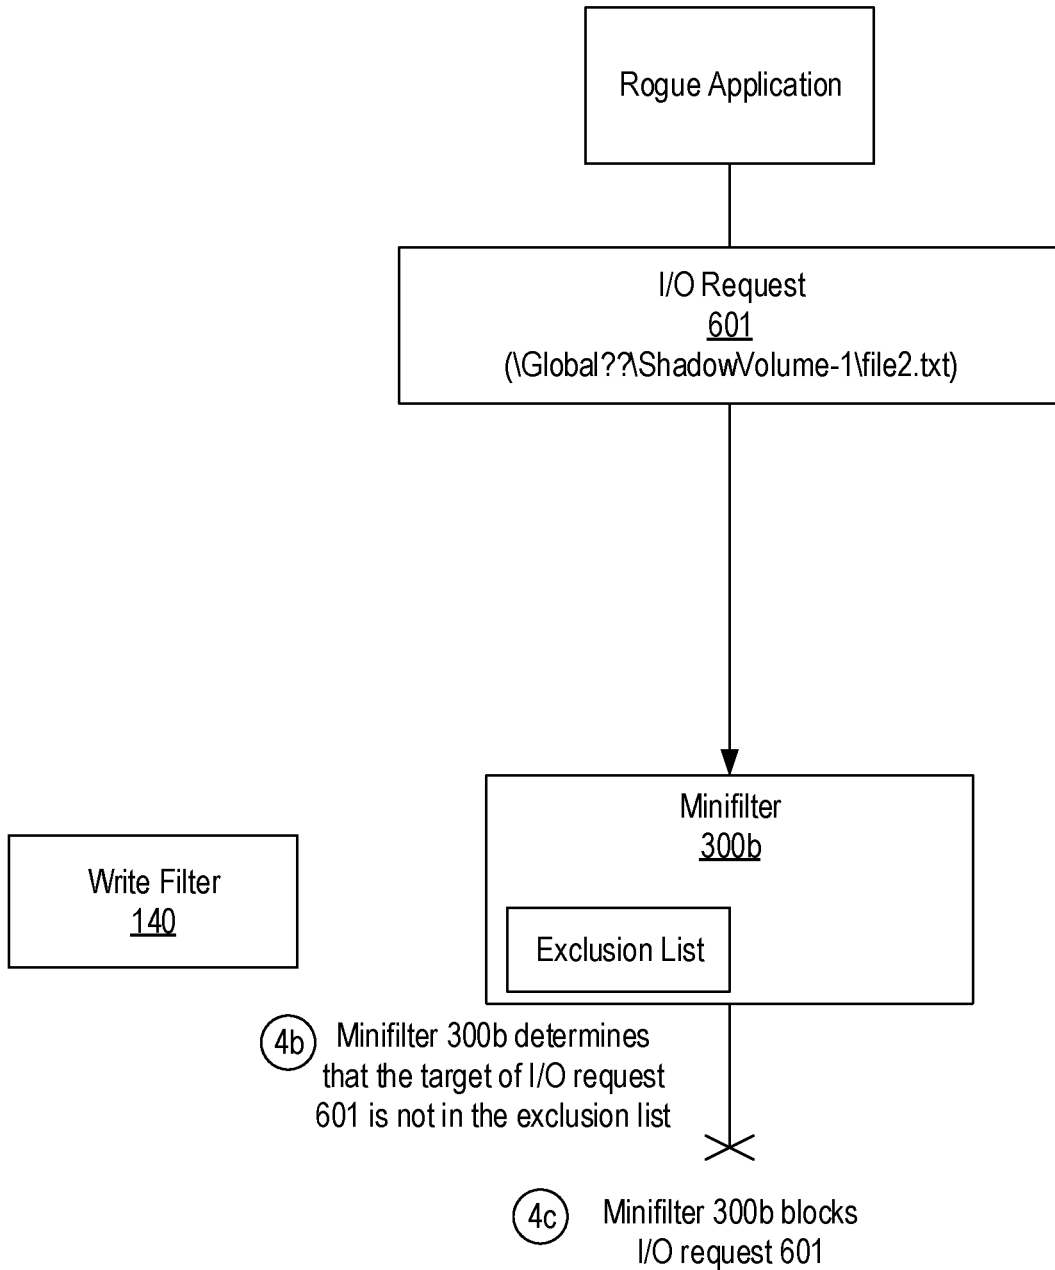 Rogue Application
I/O Request
601
(\Global??\ShadowVolume-1\file2.txt)
Minifilter
300b
Write Filter
140
Exclusion List
4b
Minifilter 300b determines
that the target of I/O request
601 is not in the exclusion list
4c
Minifilter 300b blocks
I/O request 601